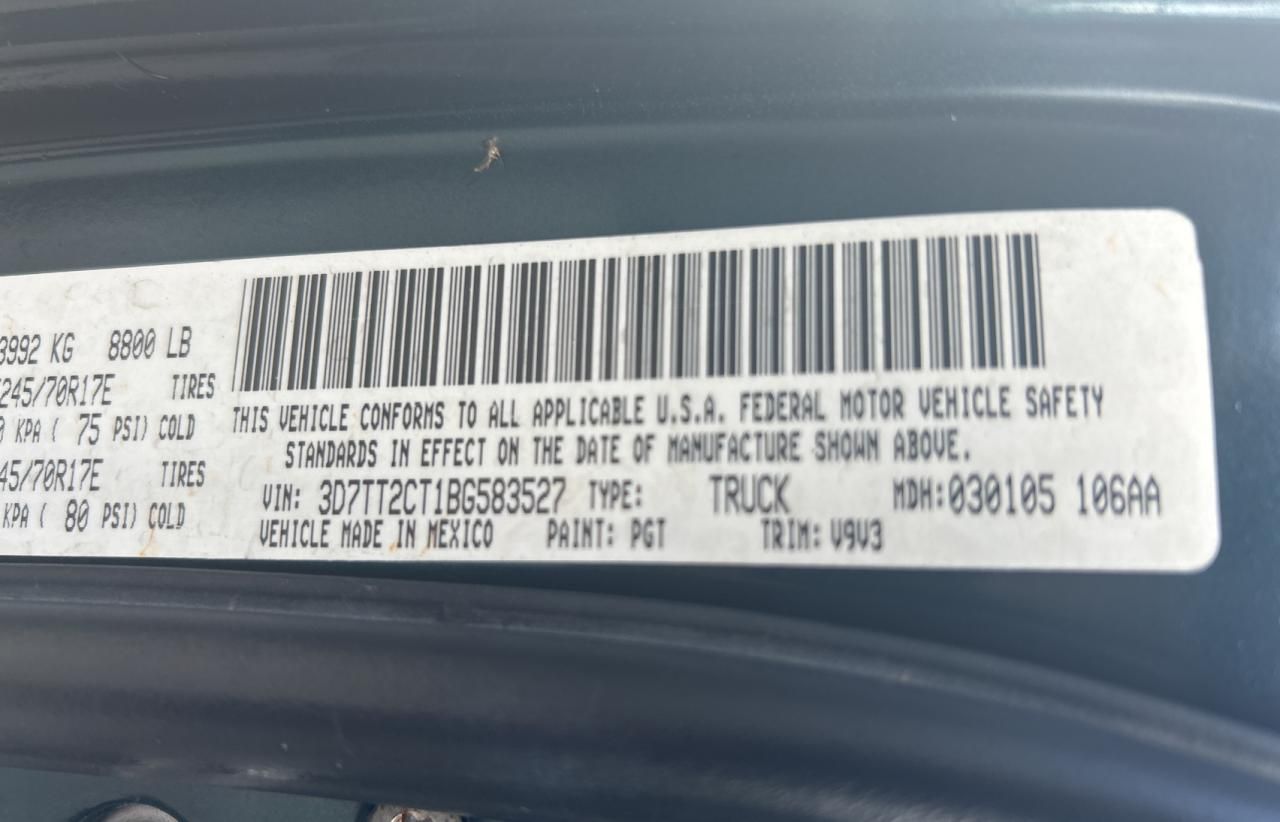 3992 KG 8800 LB
245/70R17E TIRES
0 KPA ( 75 PSI) COLD
45/70R17E TIRES
KPA ( 80 PSI) COLD
THIS VEHICLE CONFORMS TO ALL APPLICABLE U.S.A. FEDERAL MOTOR VEHICLE SAFETY
STANDARDS IN EFFECT ON THE DATE OF MANUFACTURE SHOWN ABOVE.
VIN: 3D7TT2CT1BG583527 TYPE: TRUCK MDH:030105 106AA
VEHICLE MADE IN MEXICO PAINT: PGT TRIM: V9V3